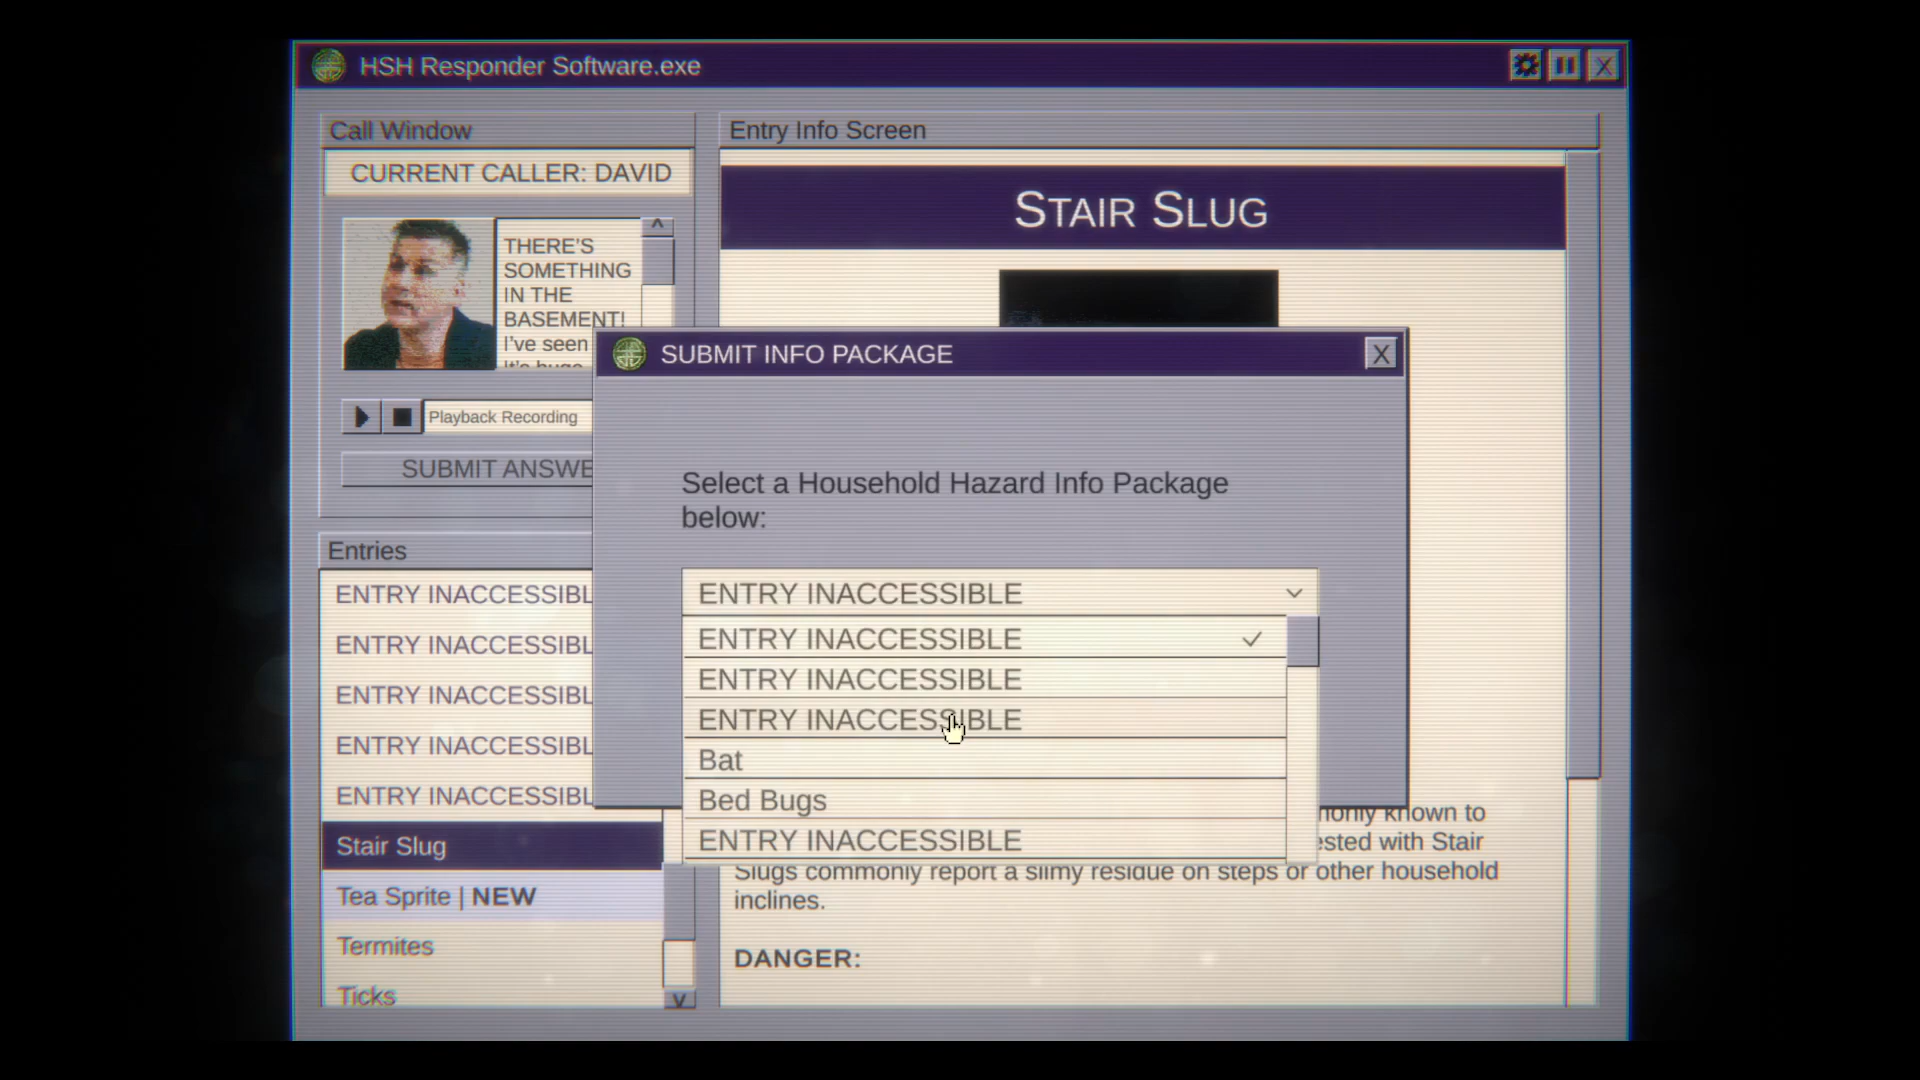 HSH Responder Software.exe
X
Call Window
CURRENT CALLER: DAVID
THERE'S
SOMETHING
IN THE
BASEMENT!
I've seen
Playback Recording
SUBMIT ANSWE
Entries
ENTRY INACCESSIBL
ENTRY INACCESSIBL
ENTRY INACCESSIBL
ENTRY INACCESSIBL
ENTRY INACCESSIBL
Stair Slug
Tea Sprite | NEW
Termites
Ticks
Entry Info Screen
STAIR SLUG
SUBMIT INFO PACKAGE
X
Select a Household Hazard Info Package
below:
ENTRY INACCESSIBLE
ENTRY INACCESSIBLE
ENTRY INACCESSIBLE
ENTRY INACCESSIBLE
Bat
Bed Bugs
ENTRY INACCESSIBLE
known to
with Stair
Slugs commonly report a slimy residue on steps or other household
inclines.
DANGER: